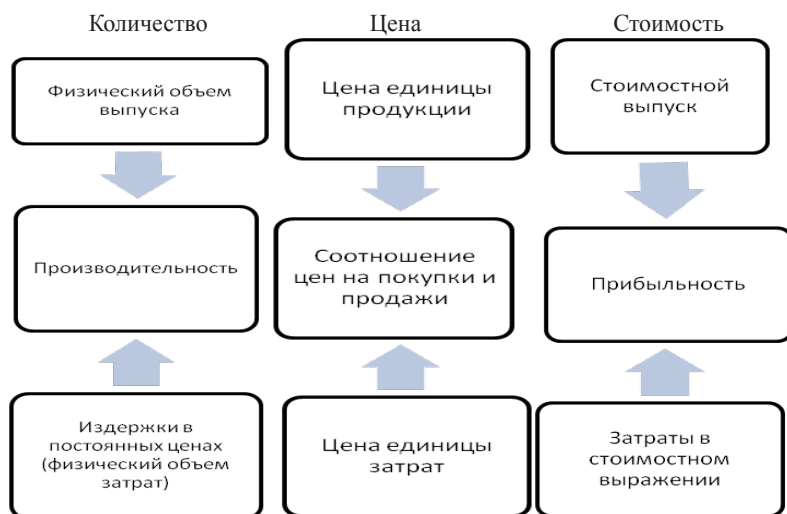 Количество Цена Стоимость
Физический объем
выпуска
Цена единицы
продукции
Стоимостной
выпуск
Производительность
Соотношение
цен на покупки и
продажи
Прибыльность
Издержки в
постоянных ценах
(физический объем
затрат)
Цена единицы
затрат
Затраты в
стоимостном
выражении